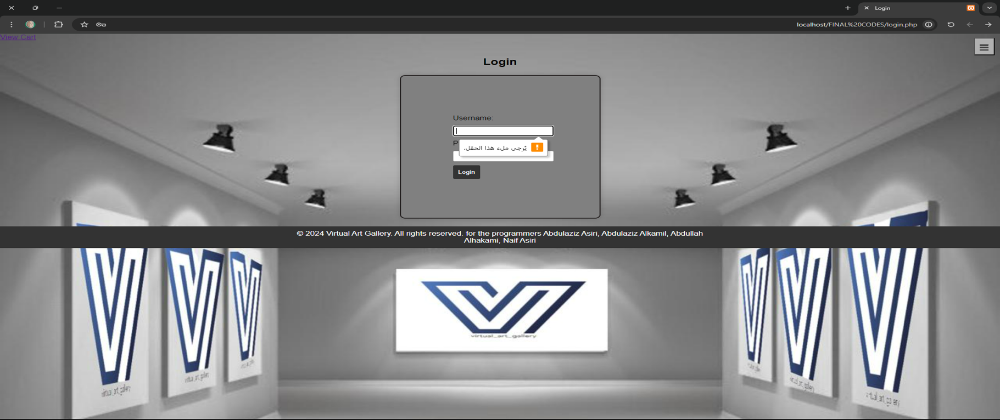 Login
localhost/FINAL%20CODES/login.php
View Cart
Login
Username:
P
يُرجى ملء هذا الحقل.
Login
© 2024 Virtual Art Gallery. All rights reserved. for the programmers Abdulaziz Asiri, Abdulaziz Alkamil, Abdullah
Alhakami, Naif Asiri
virtual_art_gallery
virtual_art_gallery
virtual_art_gallery
virtual_art_gallery
virtual_art_gallery